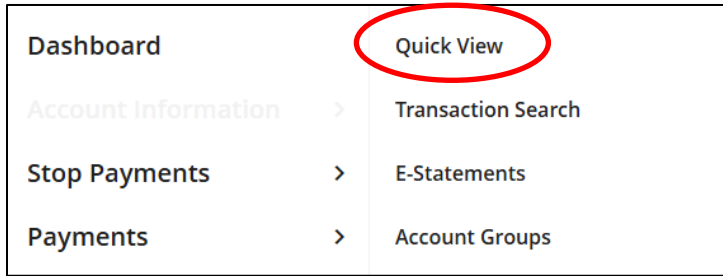 Dashboard
Account Information
Stop Payments
Payments
Quick View
Transaction Search
E-Statements
Account Groups